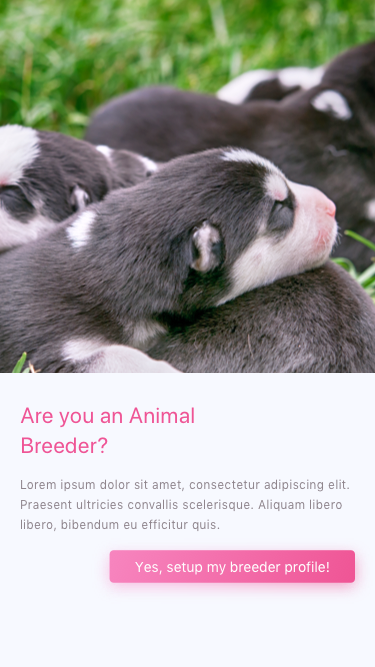 Are you an Animal
Breeder?
Lorem ipsum dolor sit amet, consectetur adipiscing elit.
Praesent ultricies convallis scelerisque. Aliquam libero
libero, bibendum eu efficitur quis.
Yes, setup my breeder profile!